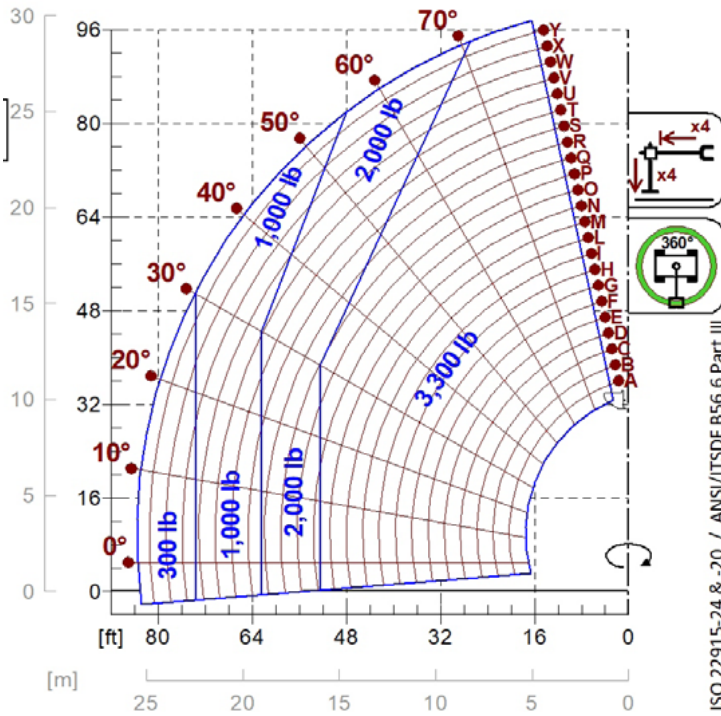 30
25
20
15
10
5
0
[m]
96
80
64
48
32
16
0
[ft]
80
64
48
32
16
0
25
20
15
10
5
0
70°
60°
50°
40°
30°
20°
10°
0°
1,000 lb
2,000 lb
3,300 lb
300 lb
1,000 lb
2,000 lb
Y
X
W
V
U
T
S
R
Q
P
O
N
M
L
I
H
G
F
E
D
C
B
A
x4
x4
360°
ISO 22915-24 & -20 / ANSI/ITSDF B56.6 Part III